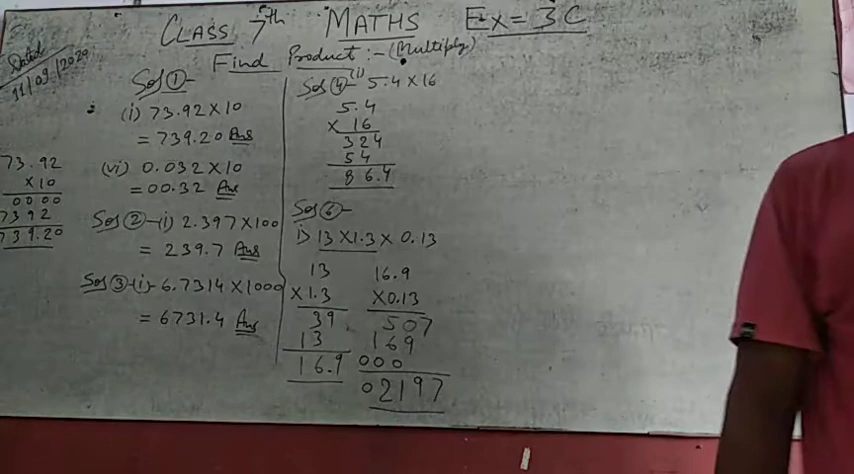 CLASS 7th MATHS Ex = 3C
Dated 11/09/2020
Find Product :- (Multiply)
Sol ①-
(i) 73.92 X 10
= 739.20 Ans
(vi) 0.032 X 10
= 00.32 Ans
73.92
X 10
0000
7392
739.20
Sol ②-(i) 2.397 X 100
= 239.7 Ans
Sol ③-(i)- 6.7314 X 1000
= 6731.4 Ans
Sol ④-(i) 5.4 X 16
5.4
X 16
324
54
86.4
Sol ⑥-
i) 13 X 1.3 X 0.13
13
X 1.3
39
13
16.9
16.9
X 0.13
507
169
000
02197